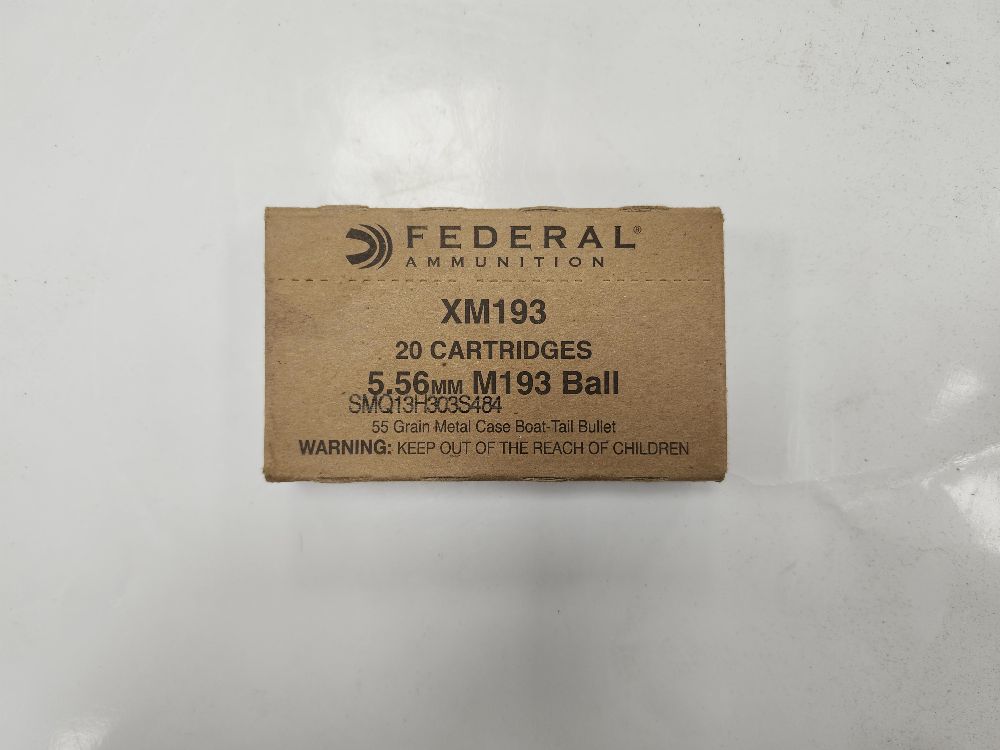 FEDERAL®
AMMUNITION
XM193
20 CARTRIDGES
5.56MM M193 Ball
SMQ13H303S484
55 Grain Metal Case Boat-Tail Bullet
WARNING: KEEP OUT OF THE REACH OF CHILDREN